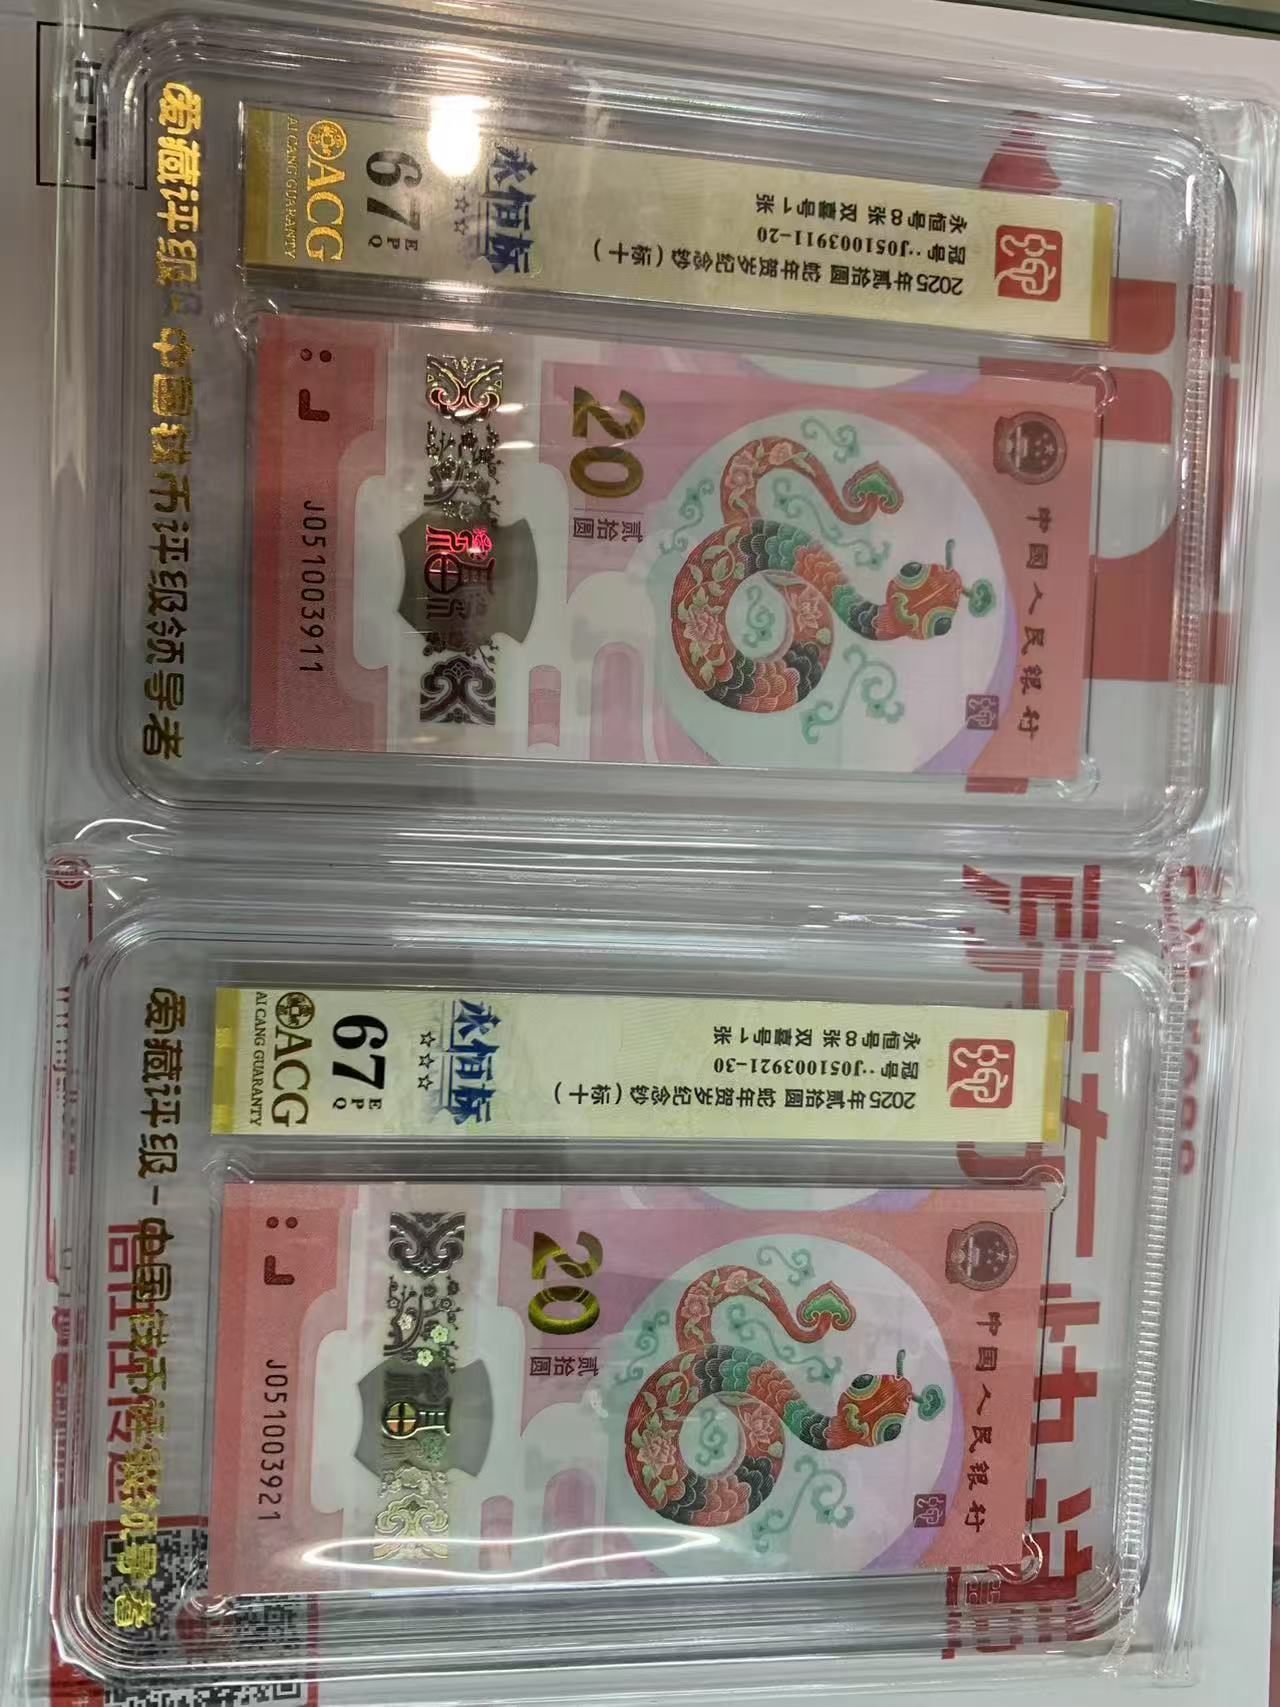 爱藏评级－中国钱币评级领导者
ACG
AI CANG GUARANTY
67
EPQ
永恒标
☆☆☆
2025年贰拾圆 蛇年贺岁纪念钞(标十)
冠号:J051003911-20
永恒号8张 双喜号1张
中国人民银行
20
贰拾圆
J051003911
爱藏评级－中国钱币评级领导者
ACG
AI CANG GUARANTY
67
EPQ
永恒标
☆☆☆
2025年贰拾圆 蛇年贺岁纪念钞(标十)
冠号:J051003921-30
永恒号8张 双喜号1张
中国人民银行
20
贰拾圆
J051003921